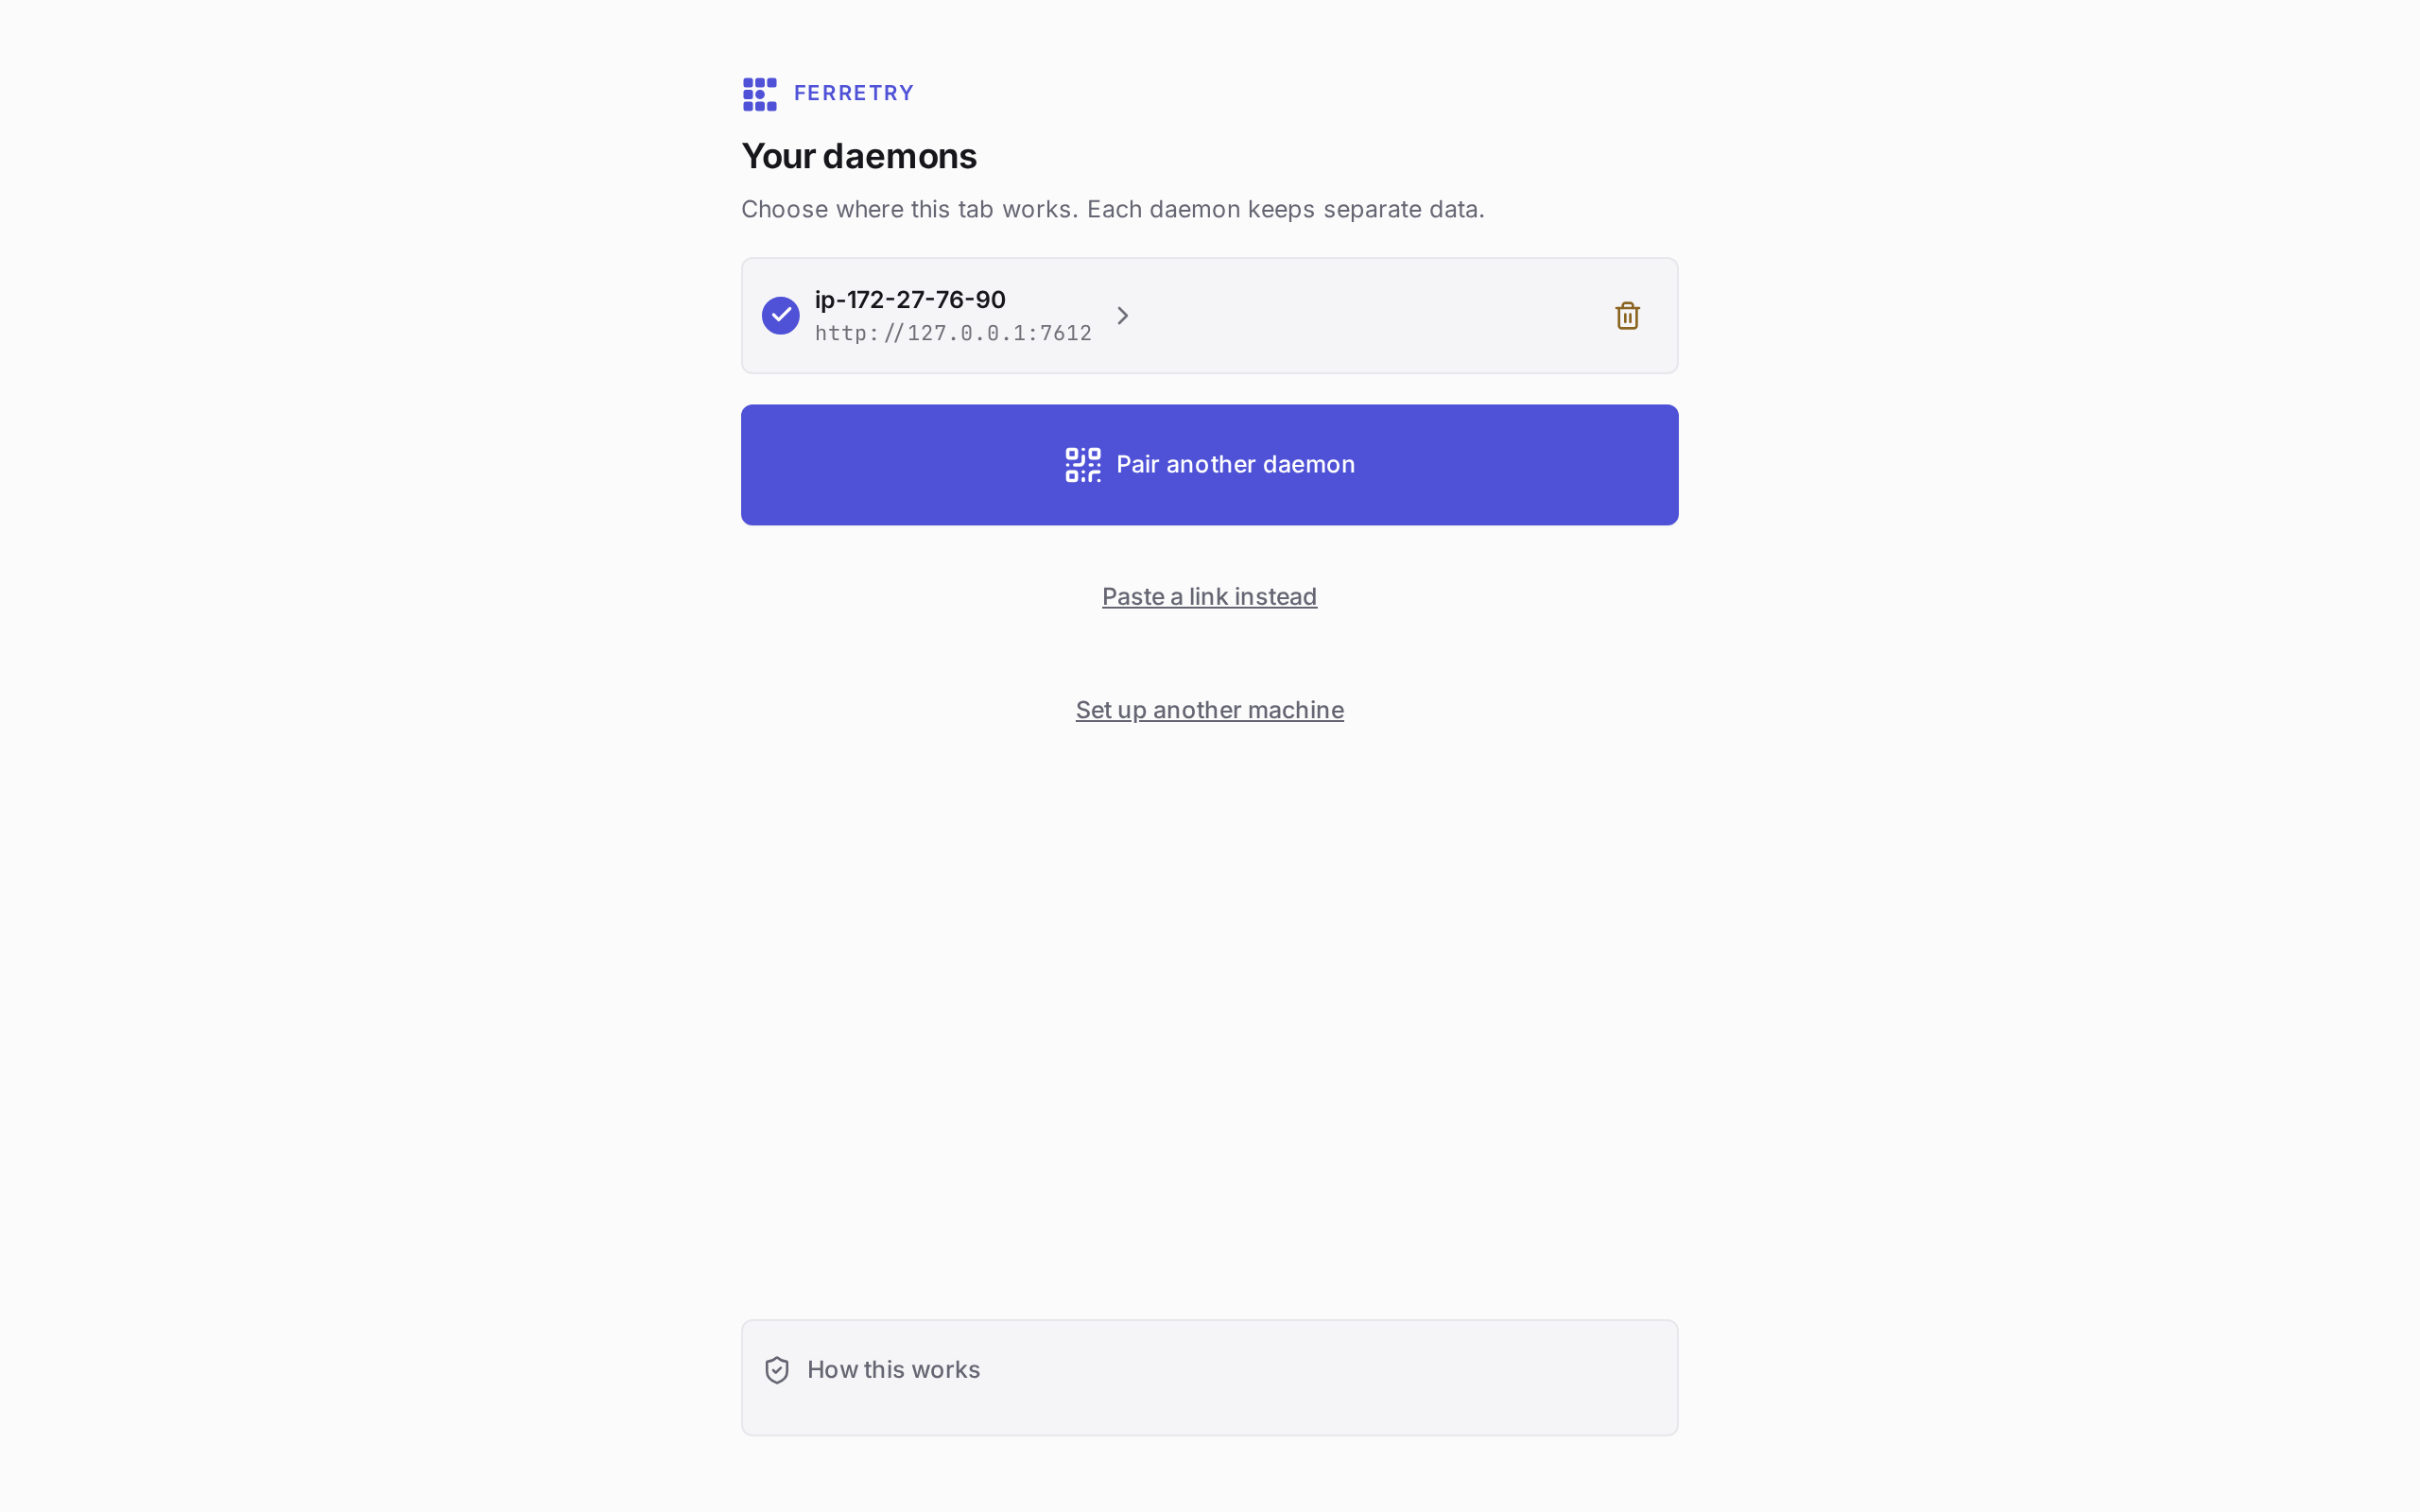 FERRETRY
Your daemons
Choose where this tab works. Each daemon keeps separate data.
ip-172-27-76-90
http://127.0.0.1:7612
Pair another daemon
Paste a link instead
Set up another machine
How this works